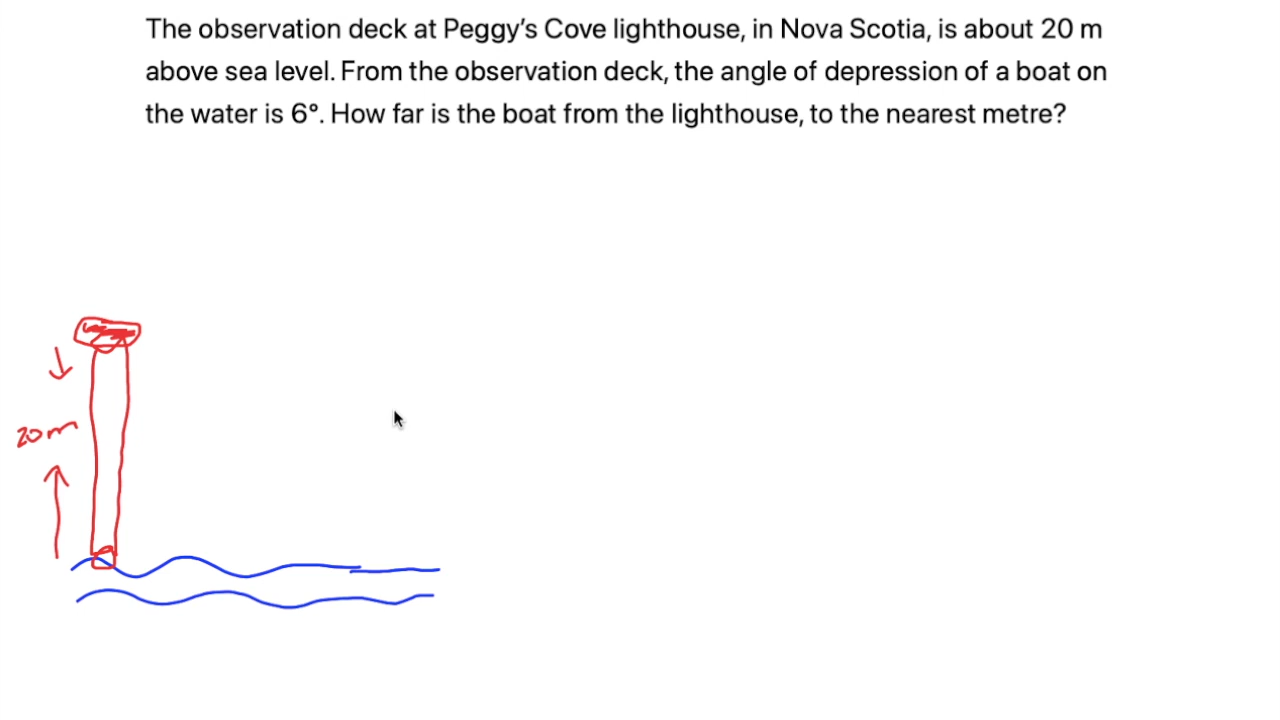 The observation deck at Peggy’s Cove lighthouse, in Nova Scotia, is about 20 m
above sea level. From the observation deck, the angle of depression of a boat on
the water is 6°. How far is the boat from the lighthouse, to the nearest metre?
20m